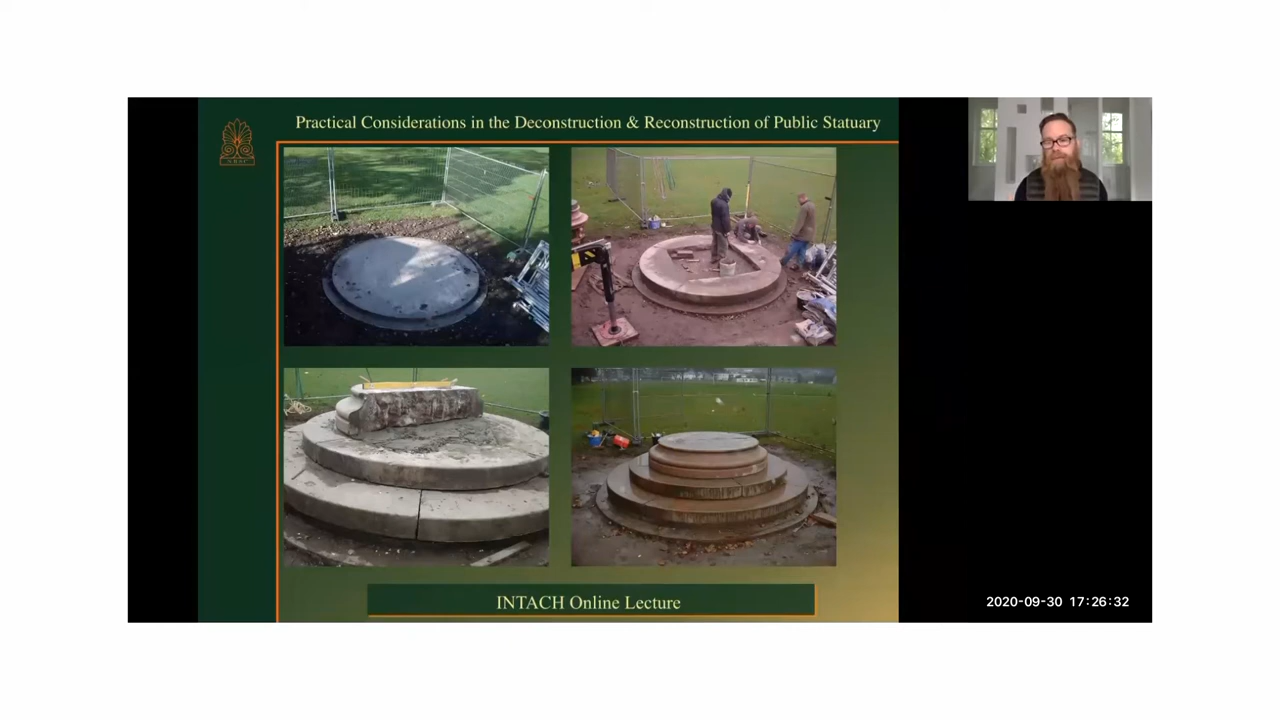 Practical Considerations in the Deconstruction & Reconstruction of Public Statuary
INTACH Online Lecture
2020-09-30 17:26:32